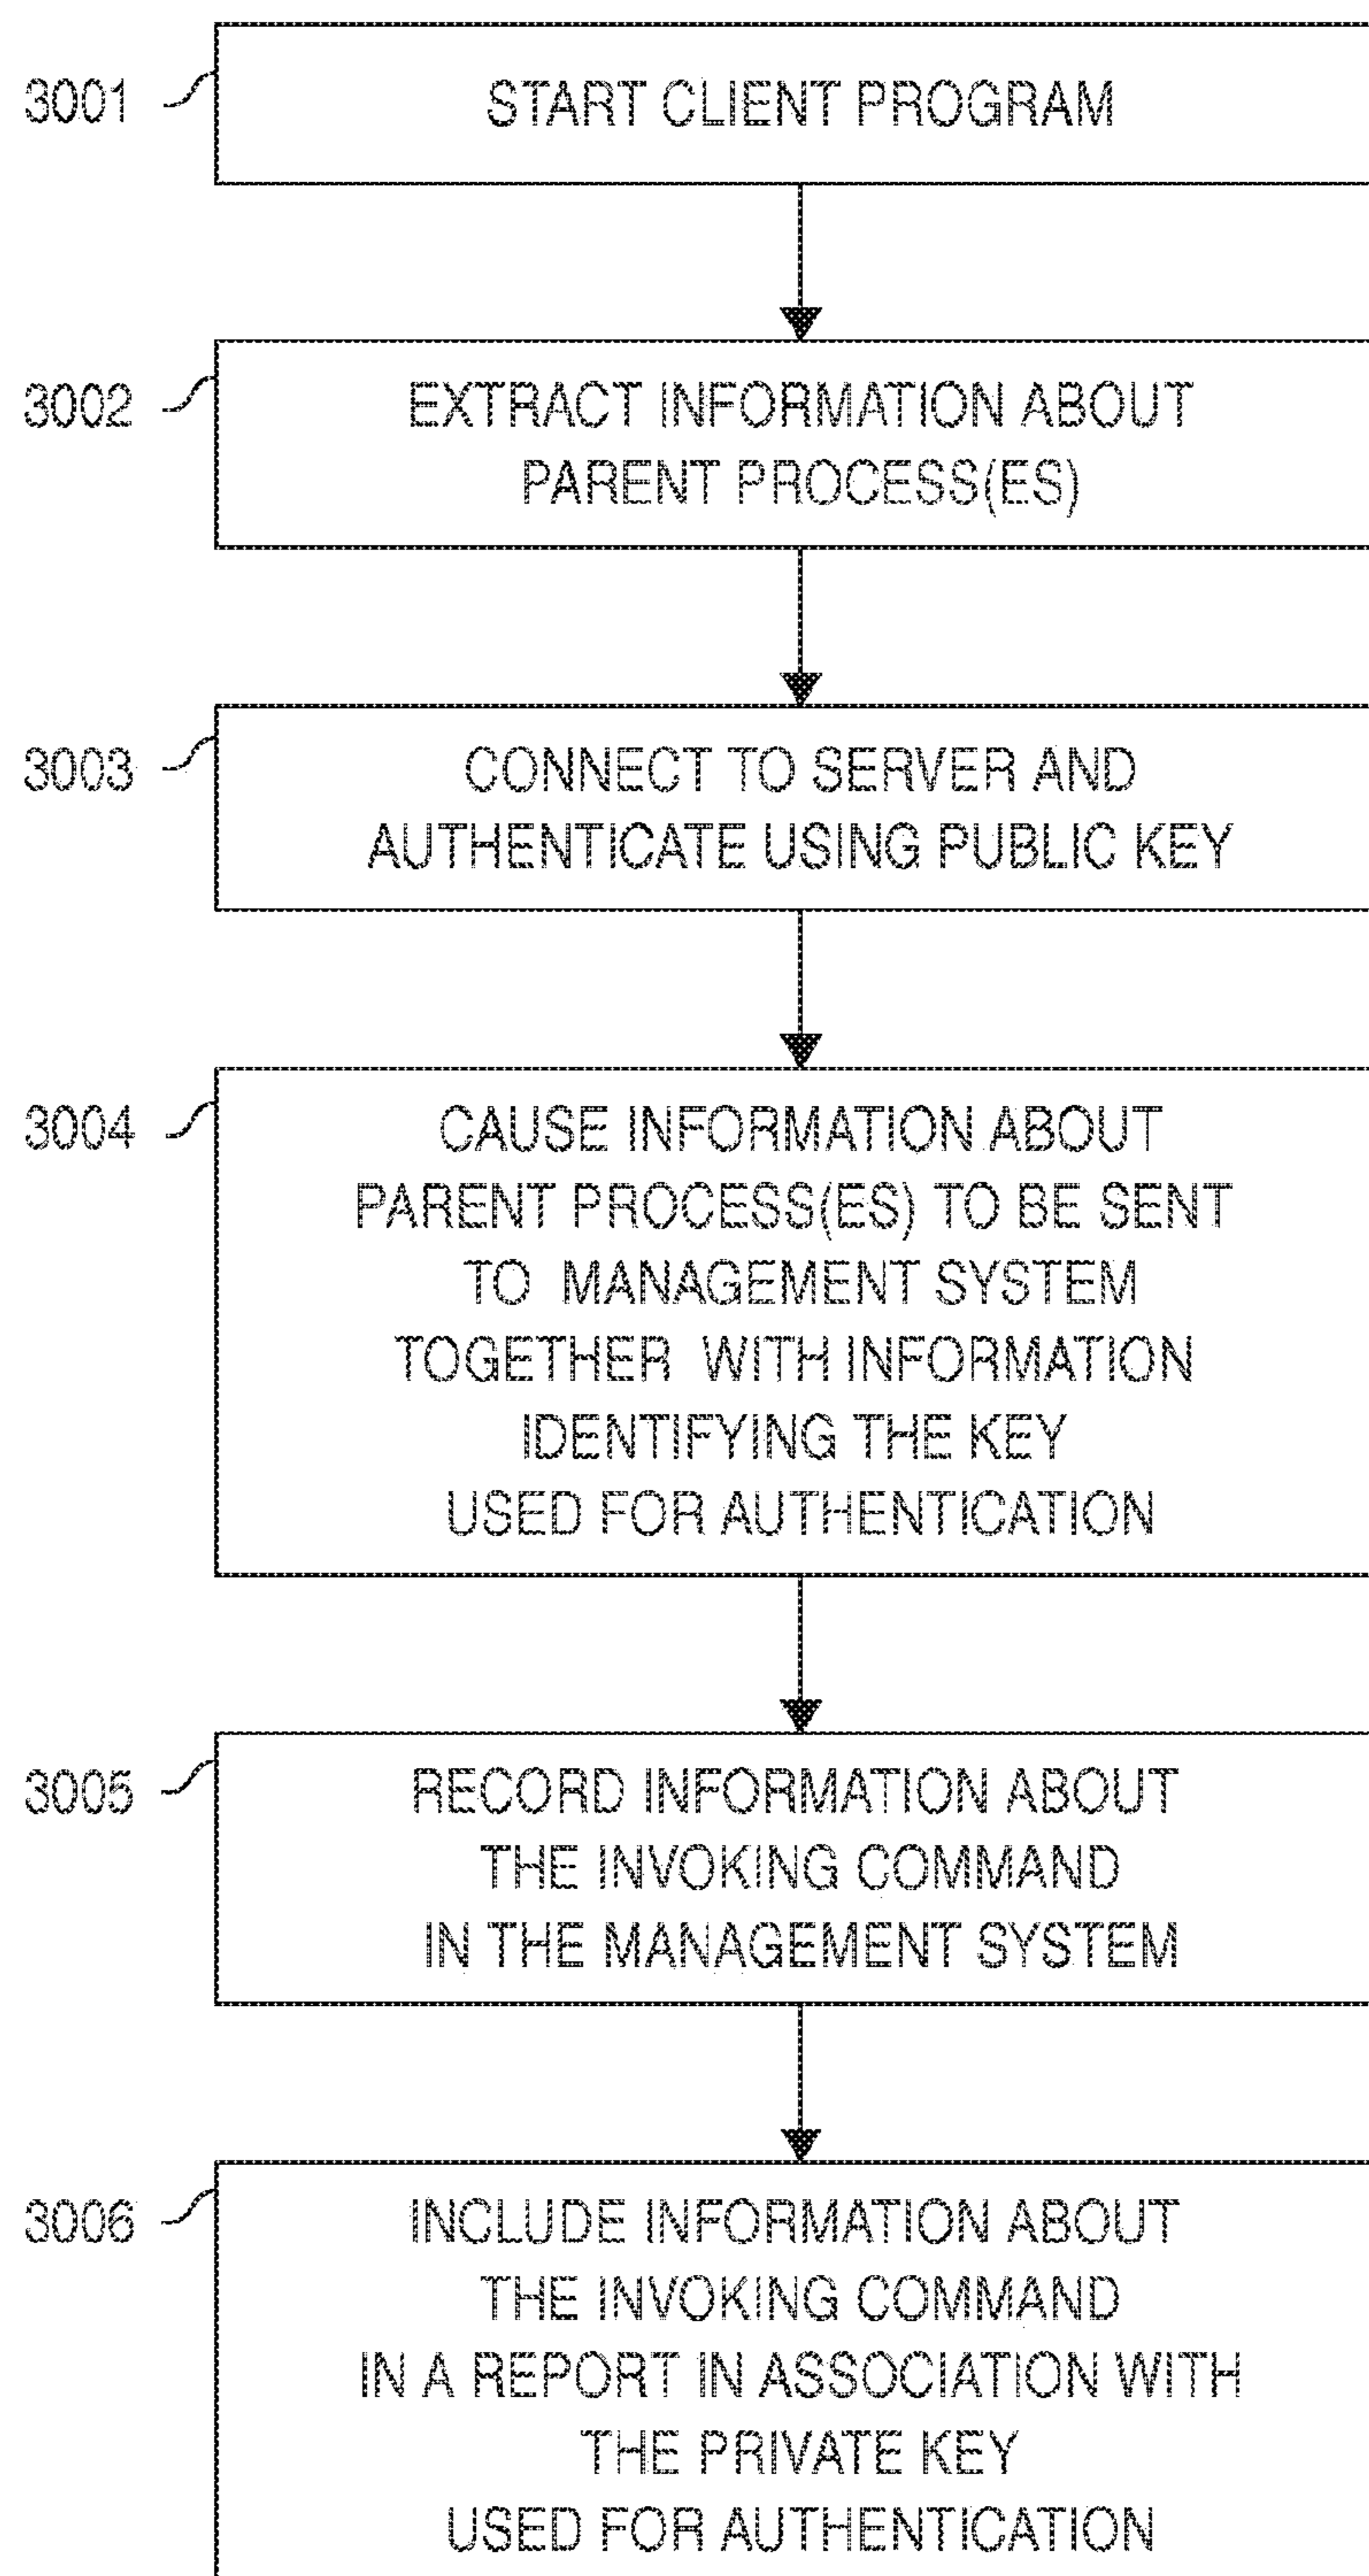 3001
START CLIENT PROGRAM
3002
EXTRACT INFORMATION ABOUT
PARENT PROCESS(ES)
3003
CONNECT TO SERVER AND
AUTHENTICATE USING PUBLIC KEY
3004
CAUSE INFORMATION ABOUT
PARENT PROCESS(ES) TO BE SENT
TO MANAGEMENT SYSTEM
TOGETHER WITH INFORMATION
IDENTIFYING THE KEY
USED FOR AUTHENTICATION
3005
RECORD INFORMATION ABOUT
THE INVOKING COMMAND
IN THE MANAGEMENT SYSTEM
3006
INCLUDE INFORMATION ABOUT
THE INVOKING COMMAND
IN A REPORT IN ASSOCIATION WITH
THE PRIVATE KEY
USED FOR AUTHENTICATION